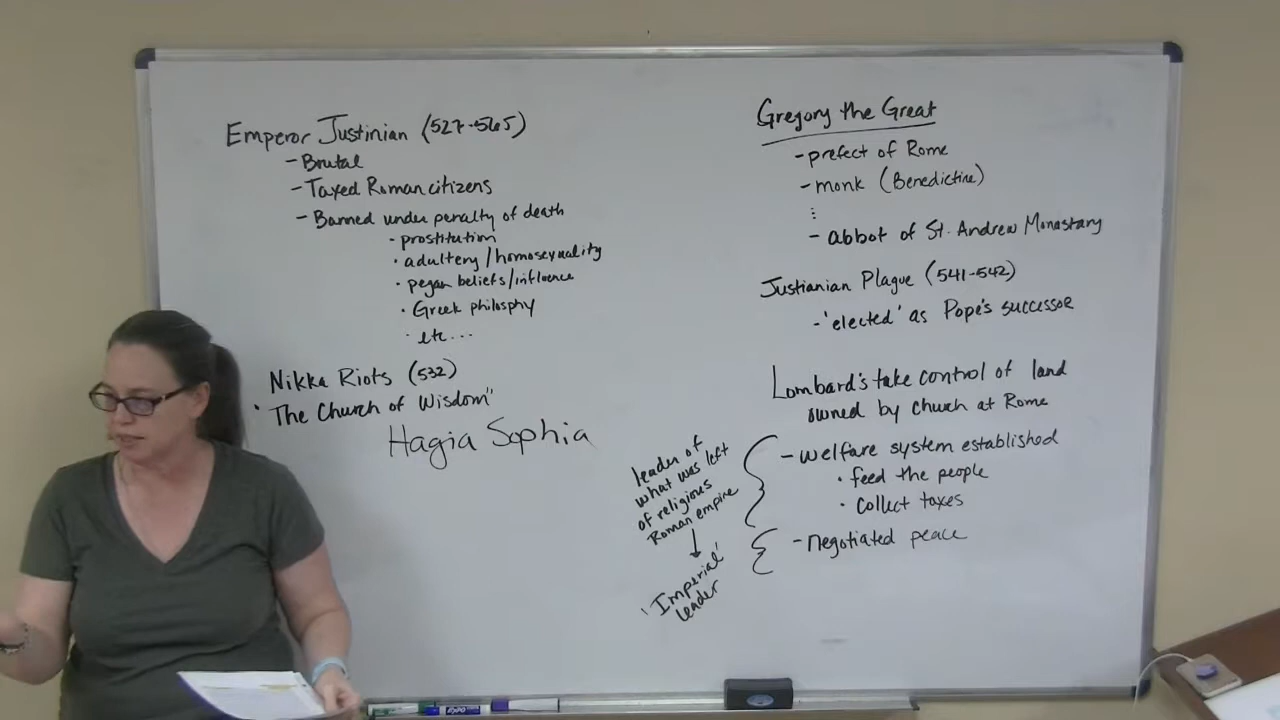 Emperor Justinian (527-565)
- Brutal
- Taxed Roman citizens
- Banned under penalty of death
· prostitution
· adultery/homosexuality
· pegan beliefs/influence
· Greek philosphy
· etc...
Nikka Riots (532)
· "The Church of Wisdom"
Hagia Sophia
Gregory the Great
- prefect of Rome
- monk (Benedictine)
- abbot of St. Andrew Monastary
Justianian Plague (541-542)
- 'elected' as Pope's successor
Lombard's take control of land
owned by church at Rome
- welfare system established
· feed the people
· collect taxes
- negotiated peace
leader of
what was left
of religious
Roman empire
'Imperial'
leader
EXPO